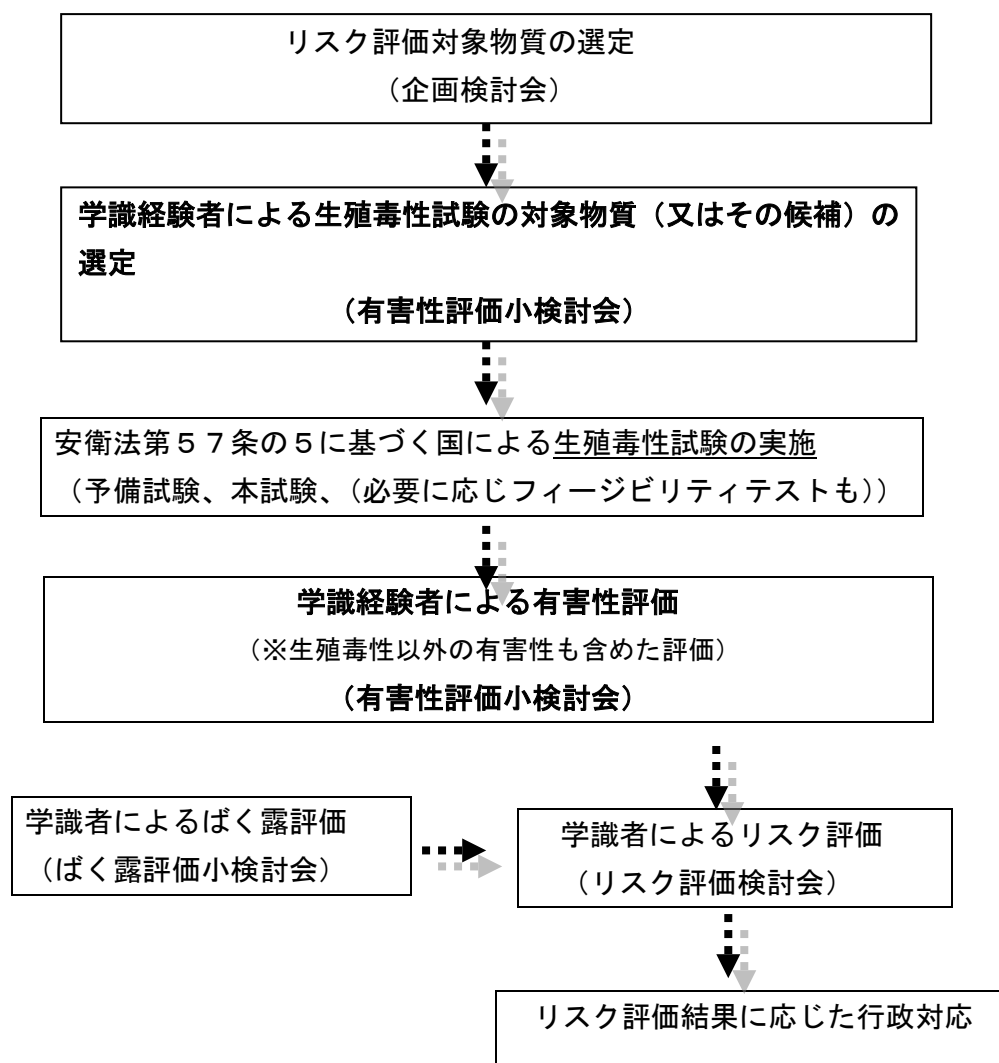 リスク評価対象物質の選定
（企画検討会）
学識経験者による生殖毒性試験の対象物質（又はその候補）の
選定
（有害性評価小検討会）
安衛法第５７条の５に基づく国による生殖毒性試験の実施
（予備試験、本試験、（必要に応じフィージビリティテストも））
学識経験者による有害性評価
（※生殖毒性以外の有害性も含めた評価）
（有害性評価小検討会）
学識者によるばく露評価
（ばく露評価小検討会）
学識者によるリスク評価
（リスク評価検討会）
リスク評価結果に応じた行政対応